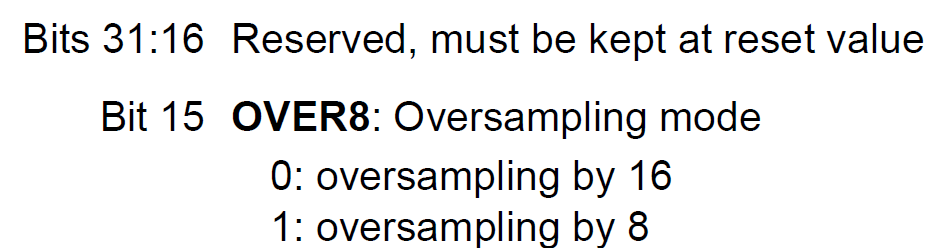 Bits 31:16 Reserved, must be kept at reset value
Bit 15 OVER8: Oversampling mode
0: oversampling by 16
1: oversampling by 8